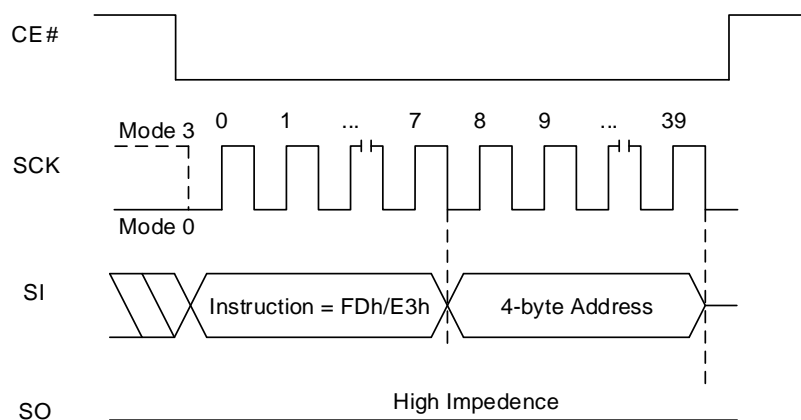 CE#
0 1 ... 7 8 9 ... 39
Mode 3
SCK
Mode 0
SI
Instruction = FDh/E3h 4-byte Address
High Impedence
SO